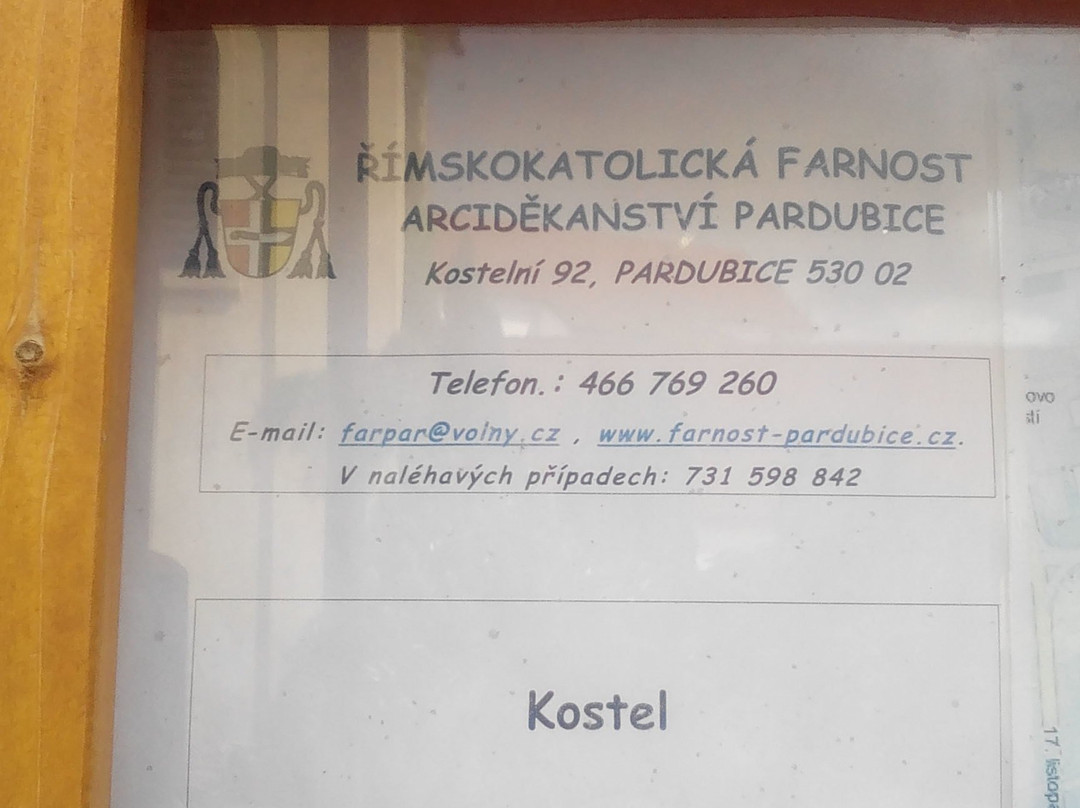 ŘÍMSKOKATOLICKÁ FARNOST
ARCIDĚKANSTVÍ PARDUBICE
Kostelní 92, PARDUBICE 530 02
Telefon.: 466 769 260
E-mail: farpar@volny.cz , www.farnost-pardubice.cz.
V naléhavých případech: 731 598 842
Kostel
17.